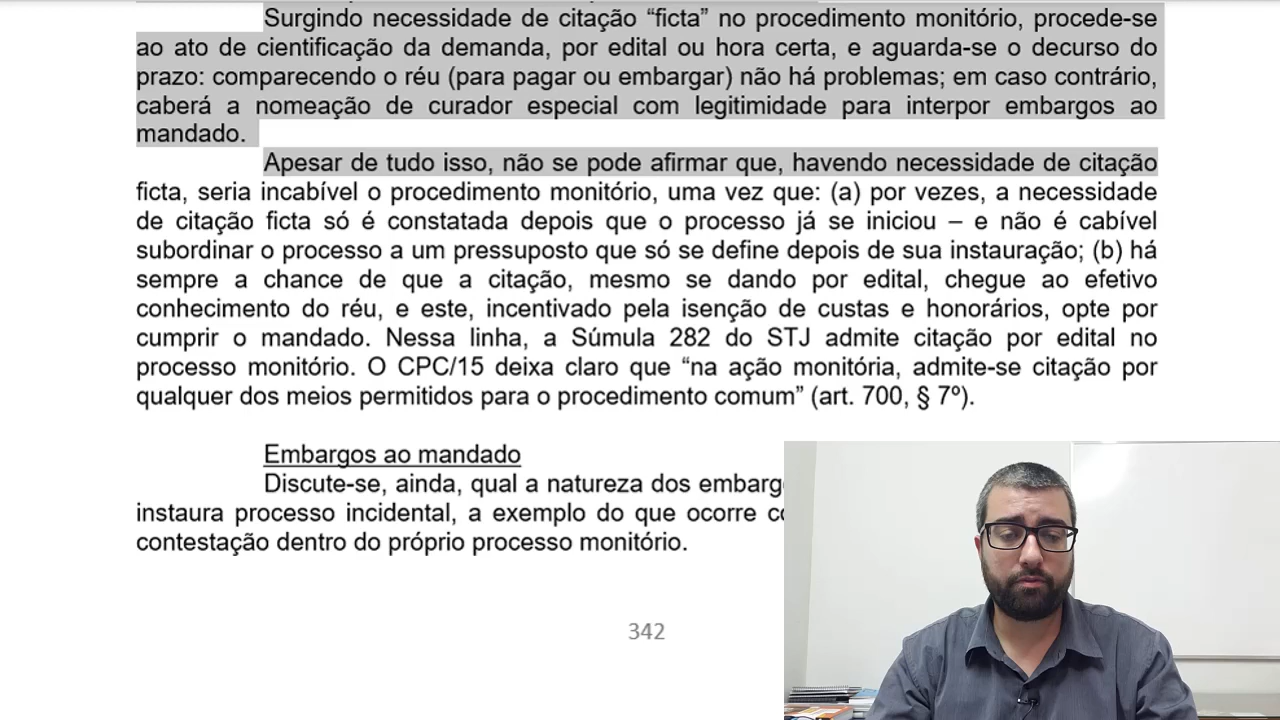 Surgindo necessidade de citação “ficta” no procedimento monitório, procede-se
ao ato de cientificação da demanda, por edital ou hora certa, e aguarda-se o decurso do
prazo: comparecendo o réu (para pagar ou embargar) não há problemas; em caso contrário,
caberá a nomeação de curador especial com legitimidade para interpor embargos ao
mandado.
Apesar de tudo isso, não se pode afirmar que, havendo necessidade de citação
ficta, seria incabível o procedimento monitório, uma vez que: (a) por vezes, a necessidade
de citação ficta só é constatada depois que o processo já se iniciou – e não é cabível
subordinar o processo a um pressuposto que só se define depois de sua instauração; (b) há
sempre a chance de que a citação, mesmo se dando por edital, chegue ao efetivo
conhecimento do réu, e este, incentivado pela isenção de custas e honorários, opte por
cumprir o mandado. Nessa linha, a Súmula 282 do STJ admite citação por edital no
processo monitório. O CPC/15 deixa claro que “na ação monitória, admite-se citação por
qualquer dos meios permitidos para o procedimento comum” (art. 700, § 7º).
Embargos ao mandado
Discute-se, ainda, qual a natureza dos
instaura processo incidental, a exemplo do que ocorre
contestação dentro do próprio processo monitório.
342